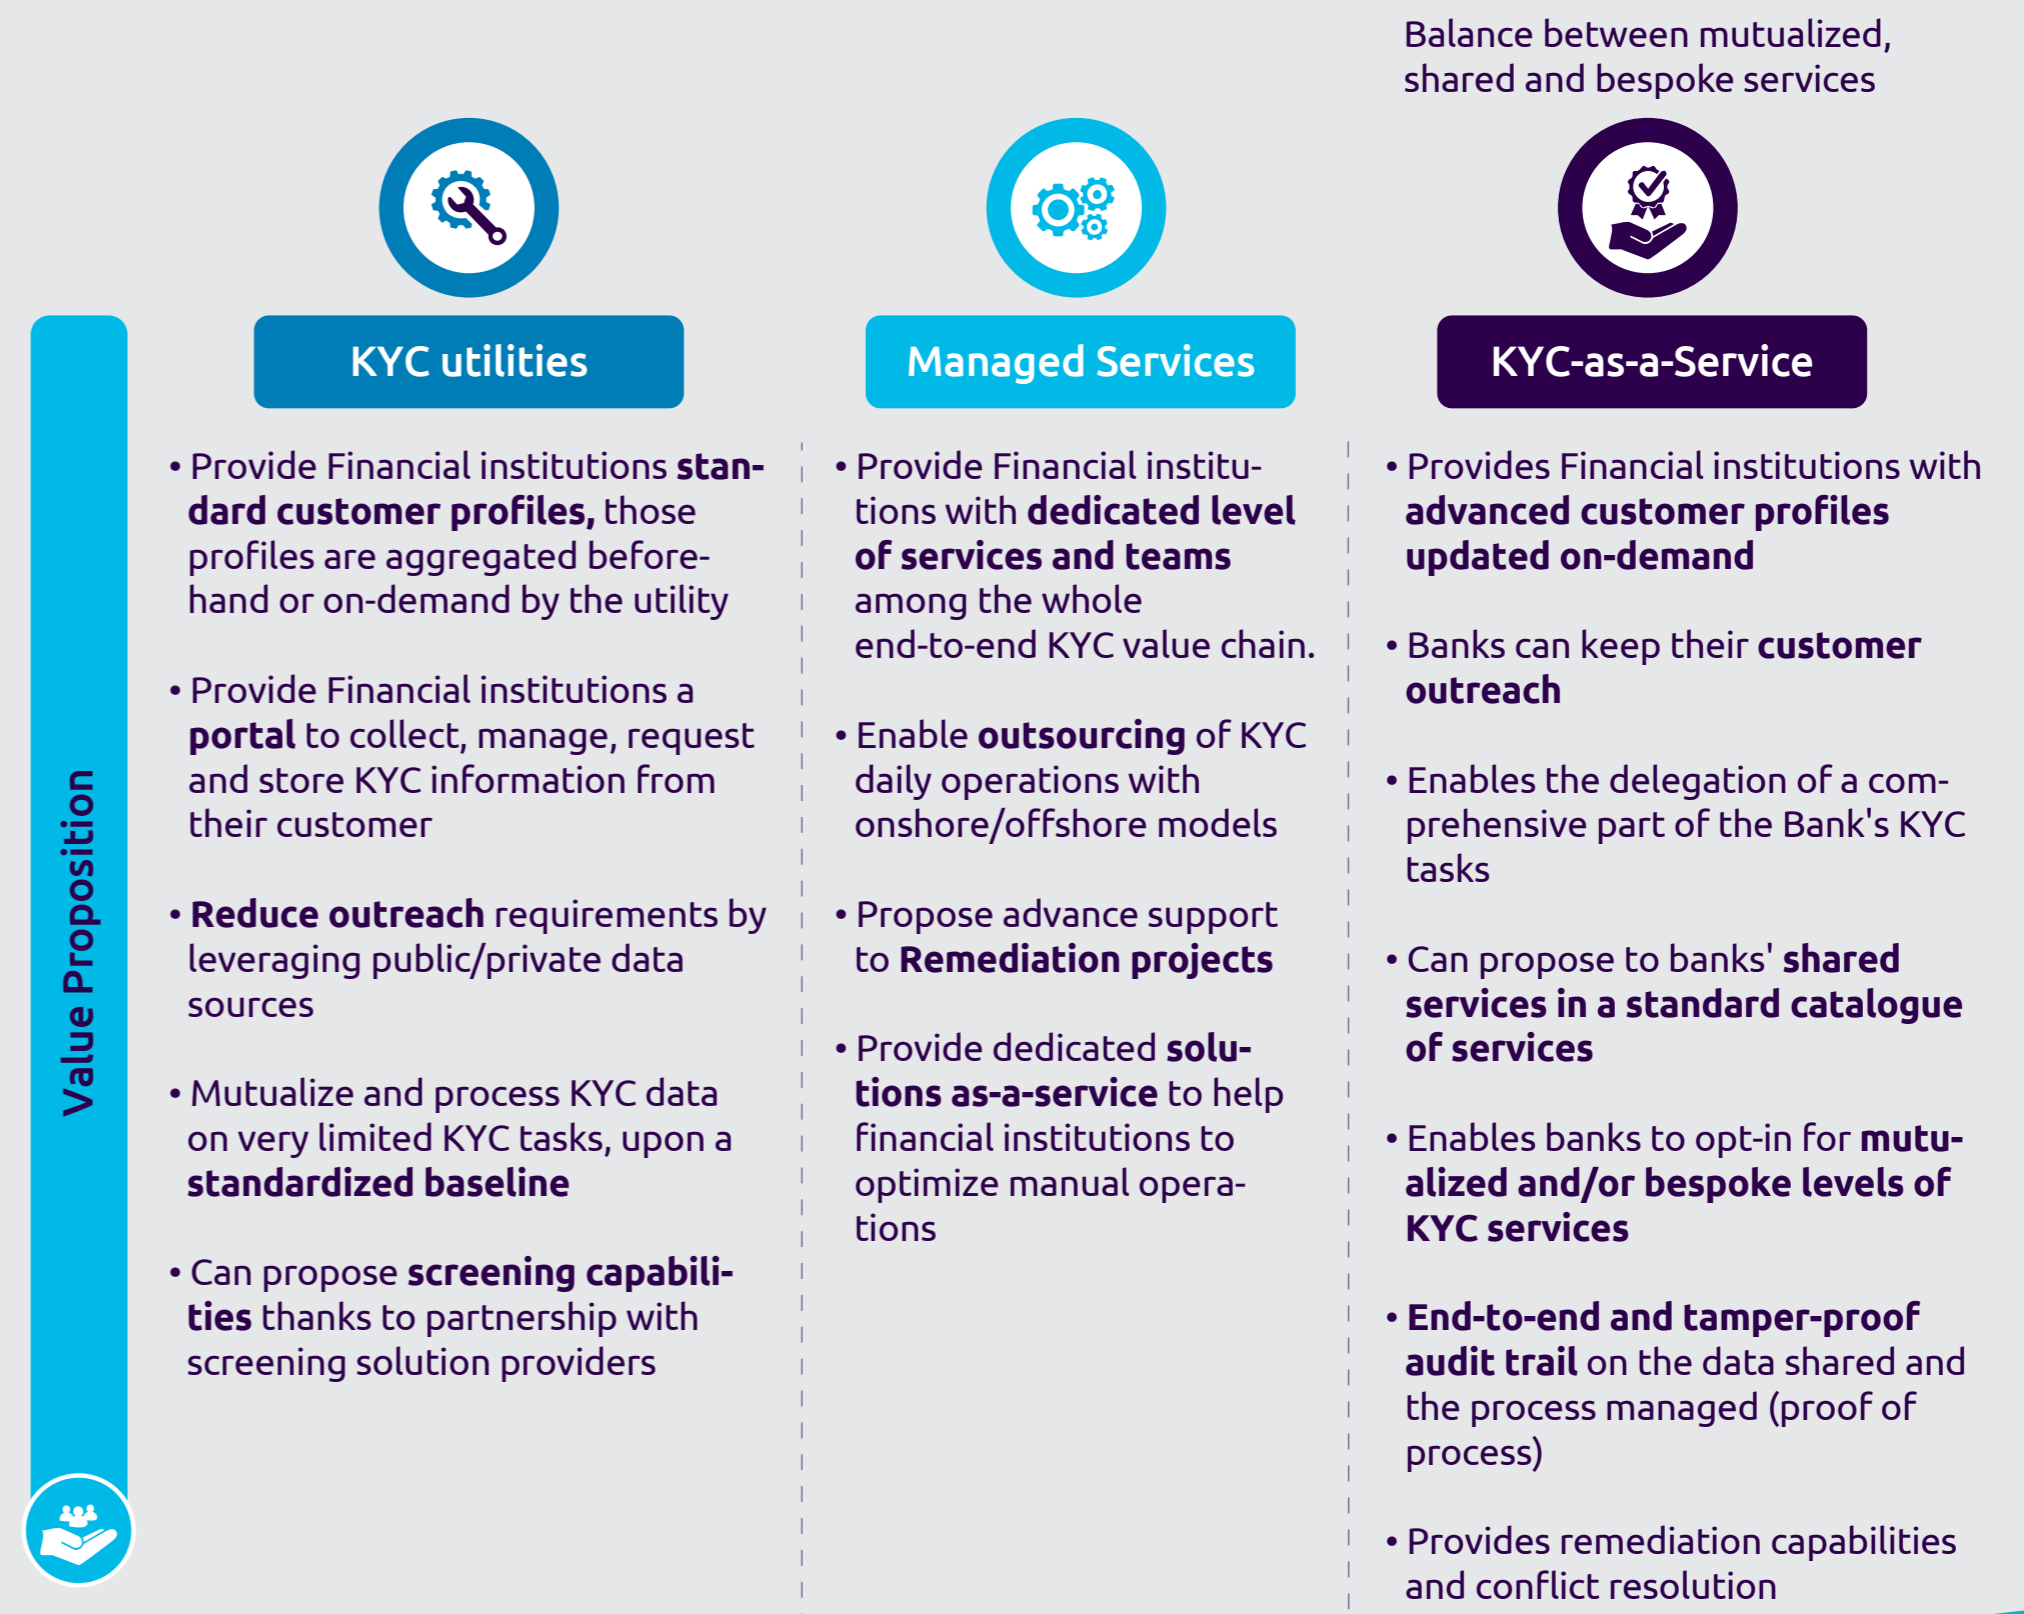 Balance between mutualized,
shared and bespoke services
KYC utilities
Managed Services
KYC-as-a-Service
Value Proposition
• Provide Financial institutions stan-
dard customer profiles, those
profiles are aggregated before-
hand or on-demand by the utility
• Provide Financial institutions a
portal to collect, manage, request
and store KYC information from
their customer
• Reduce outreach requirements by
leveraging public/private data
sources
• Mutualize and process KYC data
on very limited KYC tasks, upon a
standardized baseline
• Can propose screening capabili-
ties thanks to partnership with
screening solution providers
• Provide Financial institu-
tions with dedicated level
of services and teams
among the whole
end-to-end KYC value chain.
• Enable outsourcing of KYC
daily operations with
onshore/offshore models
• Propose advance support
to Remediation projects
• Provide dedicated solu-
tions as-a-service to help
financial institutions to
optimize manual opera-
tions
• Provides Financial institutions with
advanced customer profiles
updated on-demand
• Banks can keep their customer
outreach
• Enables the delegation of a com-
prehensive part of the Bank's KYC
tasks
• Can propose to banks' shared
services in a standard catalogue
of services
• Enables banks to opt-in for mutu-
alized and/or bespoke levels of
KYC services
• End-to-end and tamper-proof
audit trail on the data shared and
the process managed (proof of
process)
• Provides remediation capabilities
and conflict resolution